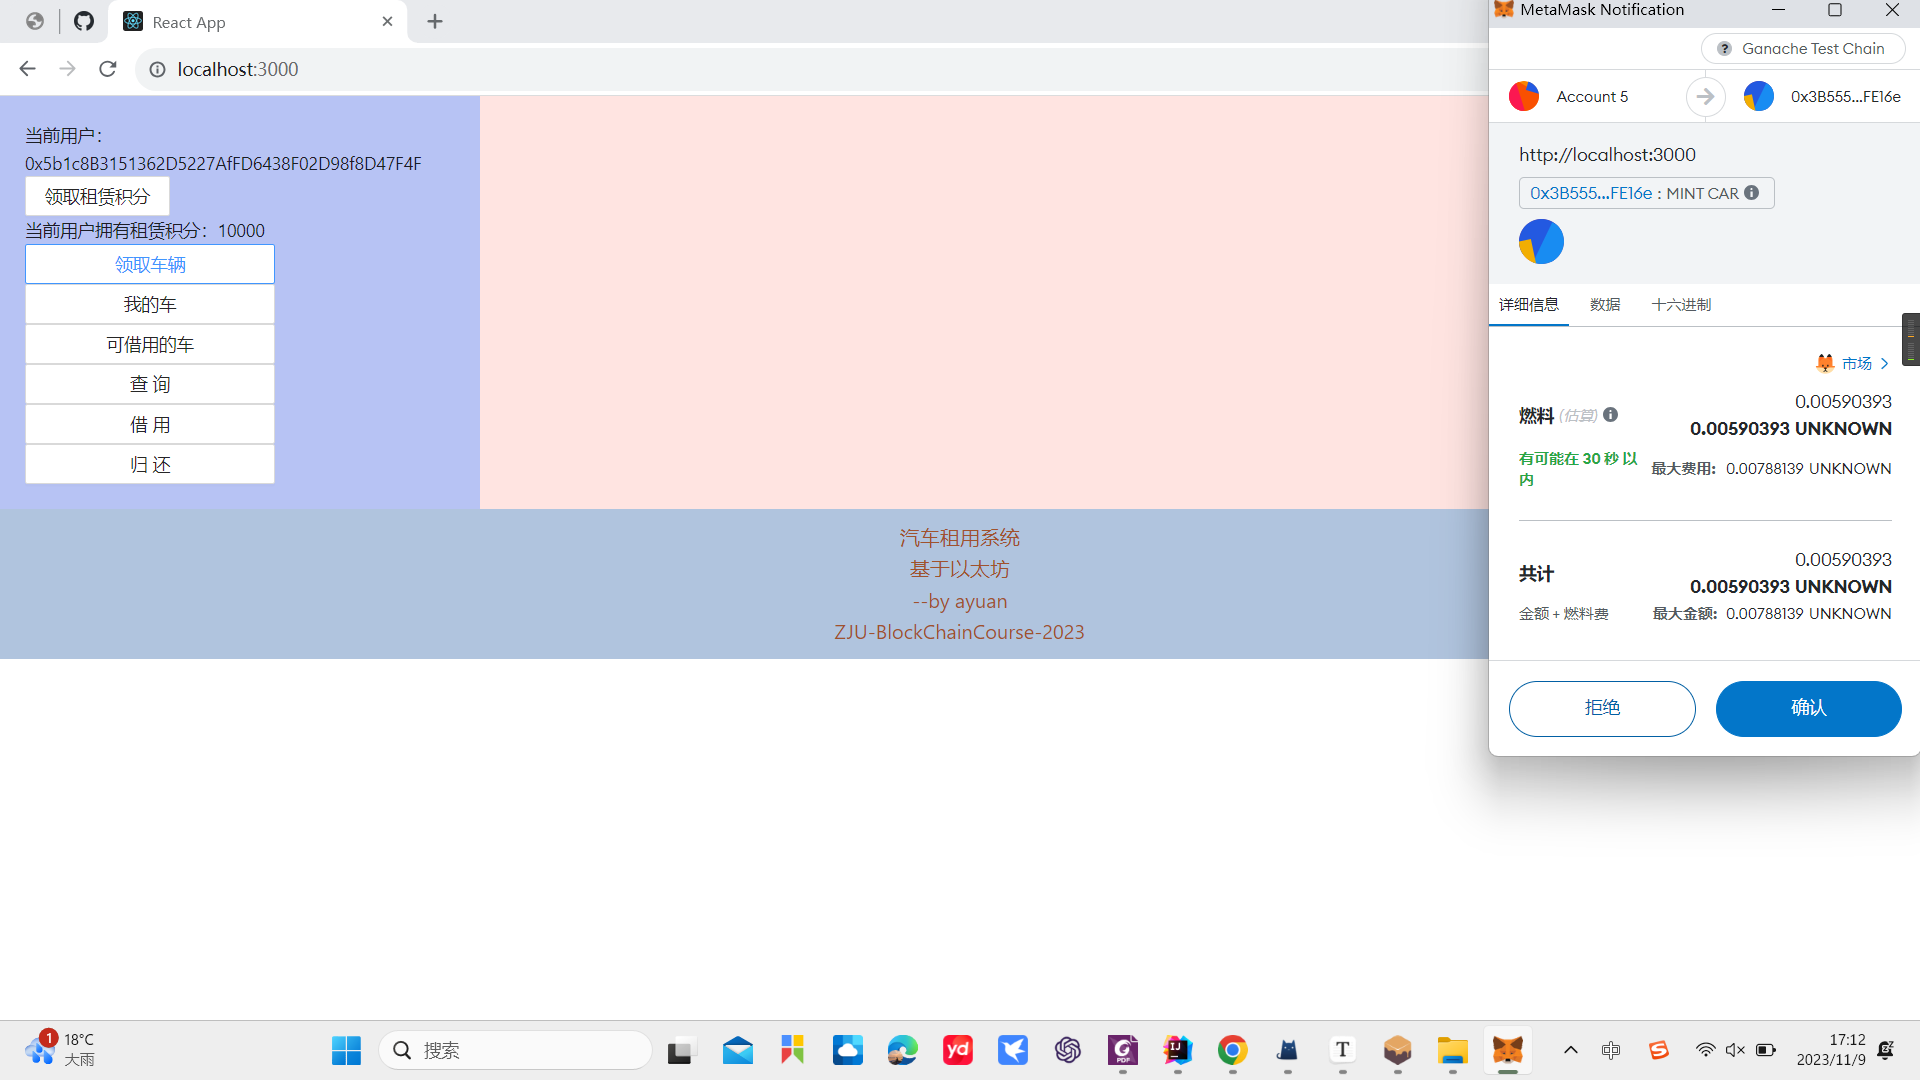 React App
localhost:3000
当前用户：
0x5b1c8B3151362D5227AfFD6438F02D98f8D47F4F
领取租赁积分
当前用户拥有租赁积分：10000
领取车辆
我的车
可借用的车
查 询
借 用
归 还
汽车租用系统
基于以太坊
--by ayuan
ZJU-BlockChainCourse-2023
MetaMask Notification
Ganache Test Chain
Account 5
0x3B555...FE16e
http://localhost:3000
0x3B555...FE16e : MINT CAR
详细信息
数据
十六进制
市场
0.00590393
燃料 (估算)
0.00590393 UNKNOWN
有可能在 30 秒 以
内
最大费用: 0.00788139 UNKNOWN
0.00590393
共计
0.00590393 UNKNOWN
金额 + 燃料费
最大金额: 0.00788139 UNKNOWN
拒绝
确认
1
18°C
大雨
搜索
yd
G
PDF
IJ
T
中
S
17:12
2023/11/9